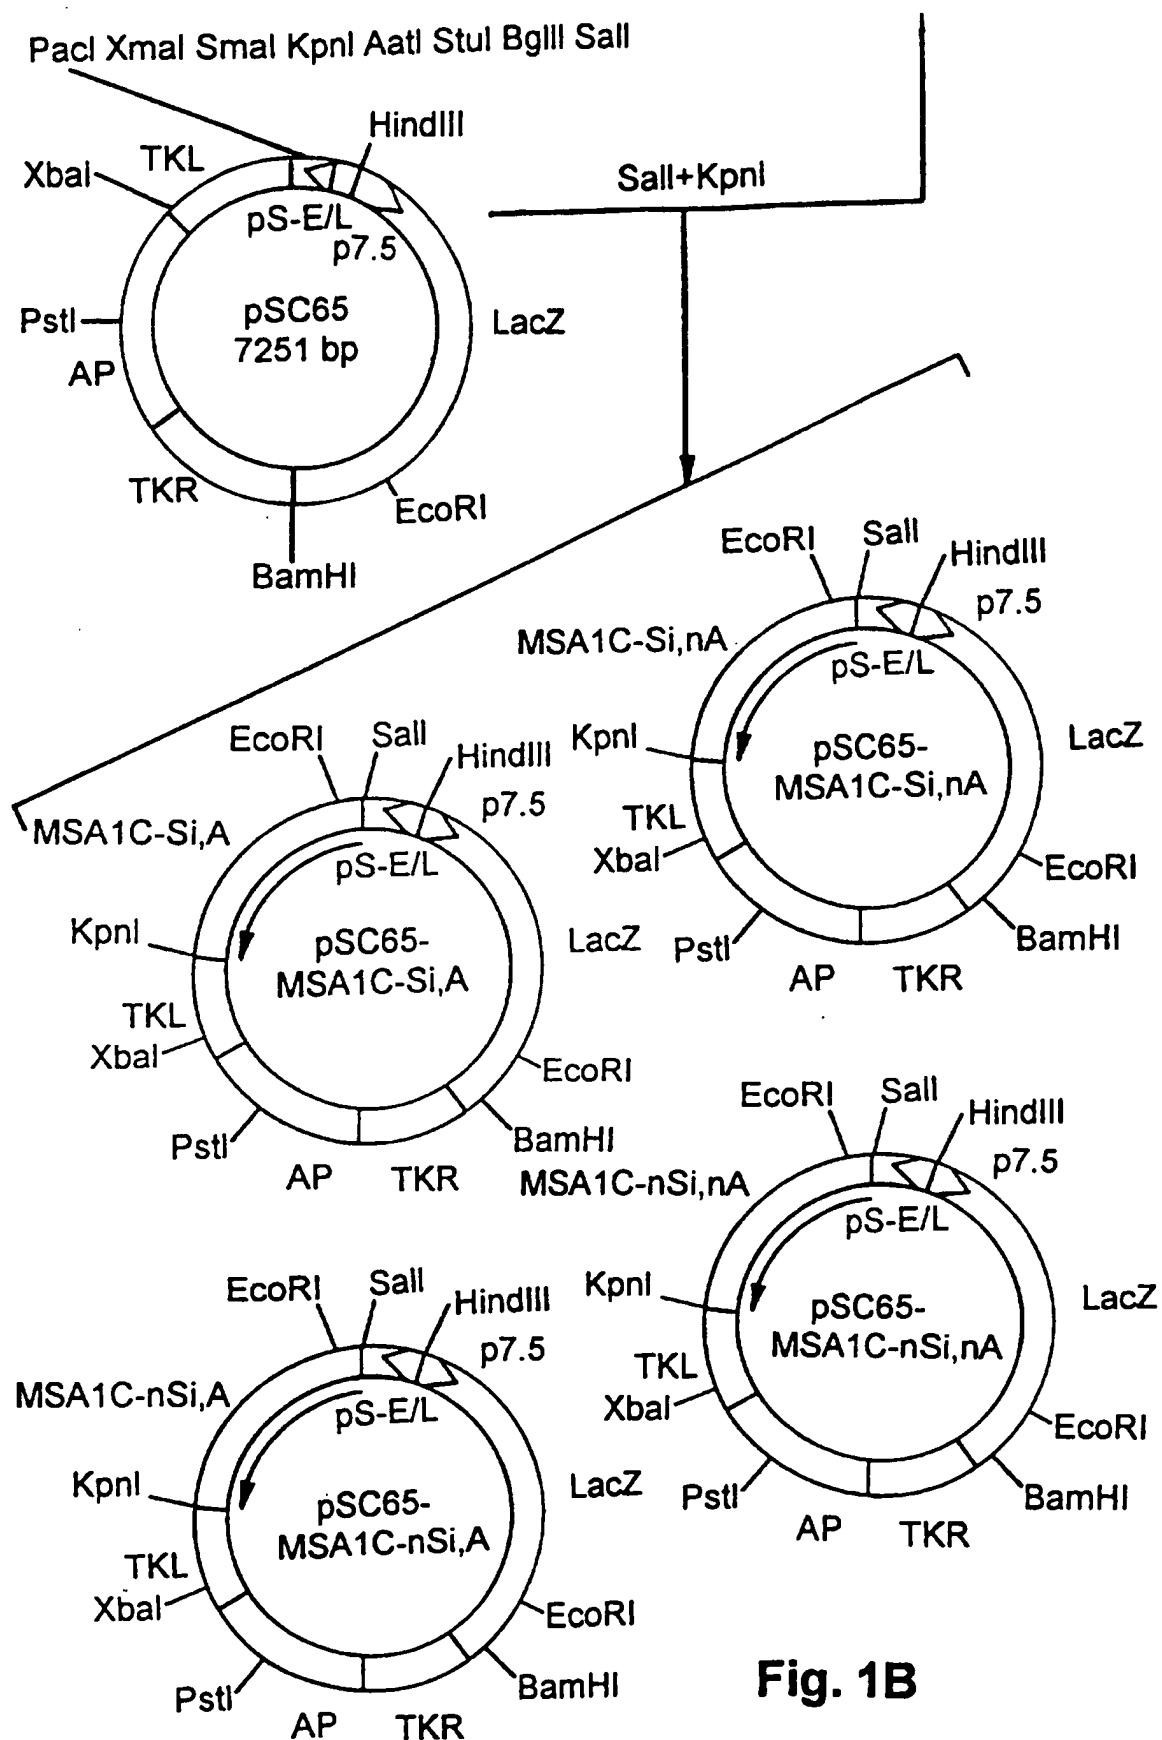 PacI XmaI SmaI KpnI AatI StuI BglII SalI
HindIII
TKL
XbaI
SalI+KpnI
pS-E/L
p7.5
PstI
pSC65
7251 bp
LacZ
AP
TKR
EcoRI
BamHI
EcoRI
SalI
HindIII
p7.5
MSA1C-Si,nA
pS-E/L
KpnI
pSC65-
MSA1C-Si,nA
LacZ
TKL
XbaI
EcoRI
PstI
BamHI
AP
TKR
EcoRI
SalI
HindIII
p7.5
MSA1C-Si,A
pS-E/L
KpnI
pSC65-
MSA1C-Si,A
LacZ
TKL
XbaI
EcoRI
PstI
BamHI
AP
TKR
EcoRI
SalI
HindIII
p7.5
MSA1C-nSi,nA
pS-E/L
KpnI
pSC65-
MSA1C-nSi,nA
LacZ
TKL
XbaI
EcoRI
PstI
BamHI
AP
TKR
EcoRI
SalI
HindIII
p7.5
MSA1C-nSi,A
pS-E/L
KpnI
pSC65-
MSA1C-nSi,A
LacZ
TKL
XbaI
EcoRI
PstI
BamHI
AP
TKR
Fig. 1B